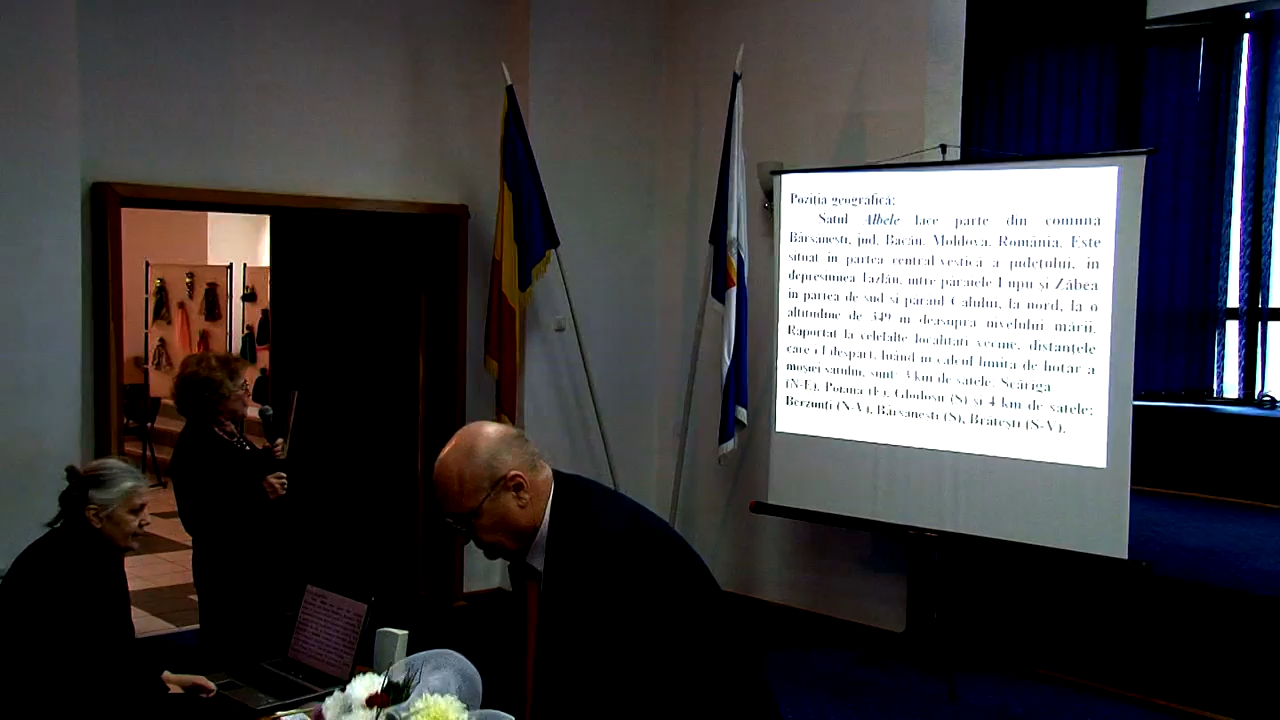 Poziția geografică:
Satul Albele face parte din comuna
Bârsănești, jud. Bacău, Moldova, România. Este
situat în partea central-vestică a județului, în
depresiunea Tazlău, între pâraiele Lupu și Zăbea
în partea de sud și pârâul Calului, la nord, la o
altitudine de 349 m deasupra nivelului mării.
Raportat la celelalte localități vecine, distanțele
care-l despart, luând în calcul limita de hotar a
moșiei satului, sunt: 3 km de satele: Scăriga
(N-E), Poiana (E), Ghidosu (S) și 4 km de satele:
Berzunți (N-V), Bârsănești (S), Brătești (S-V).